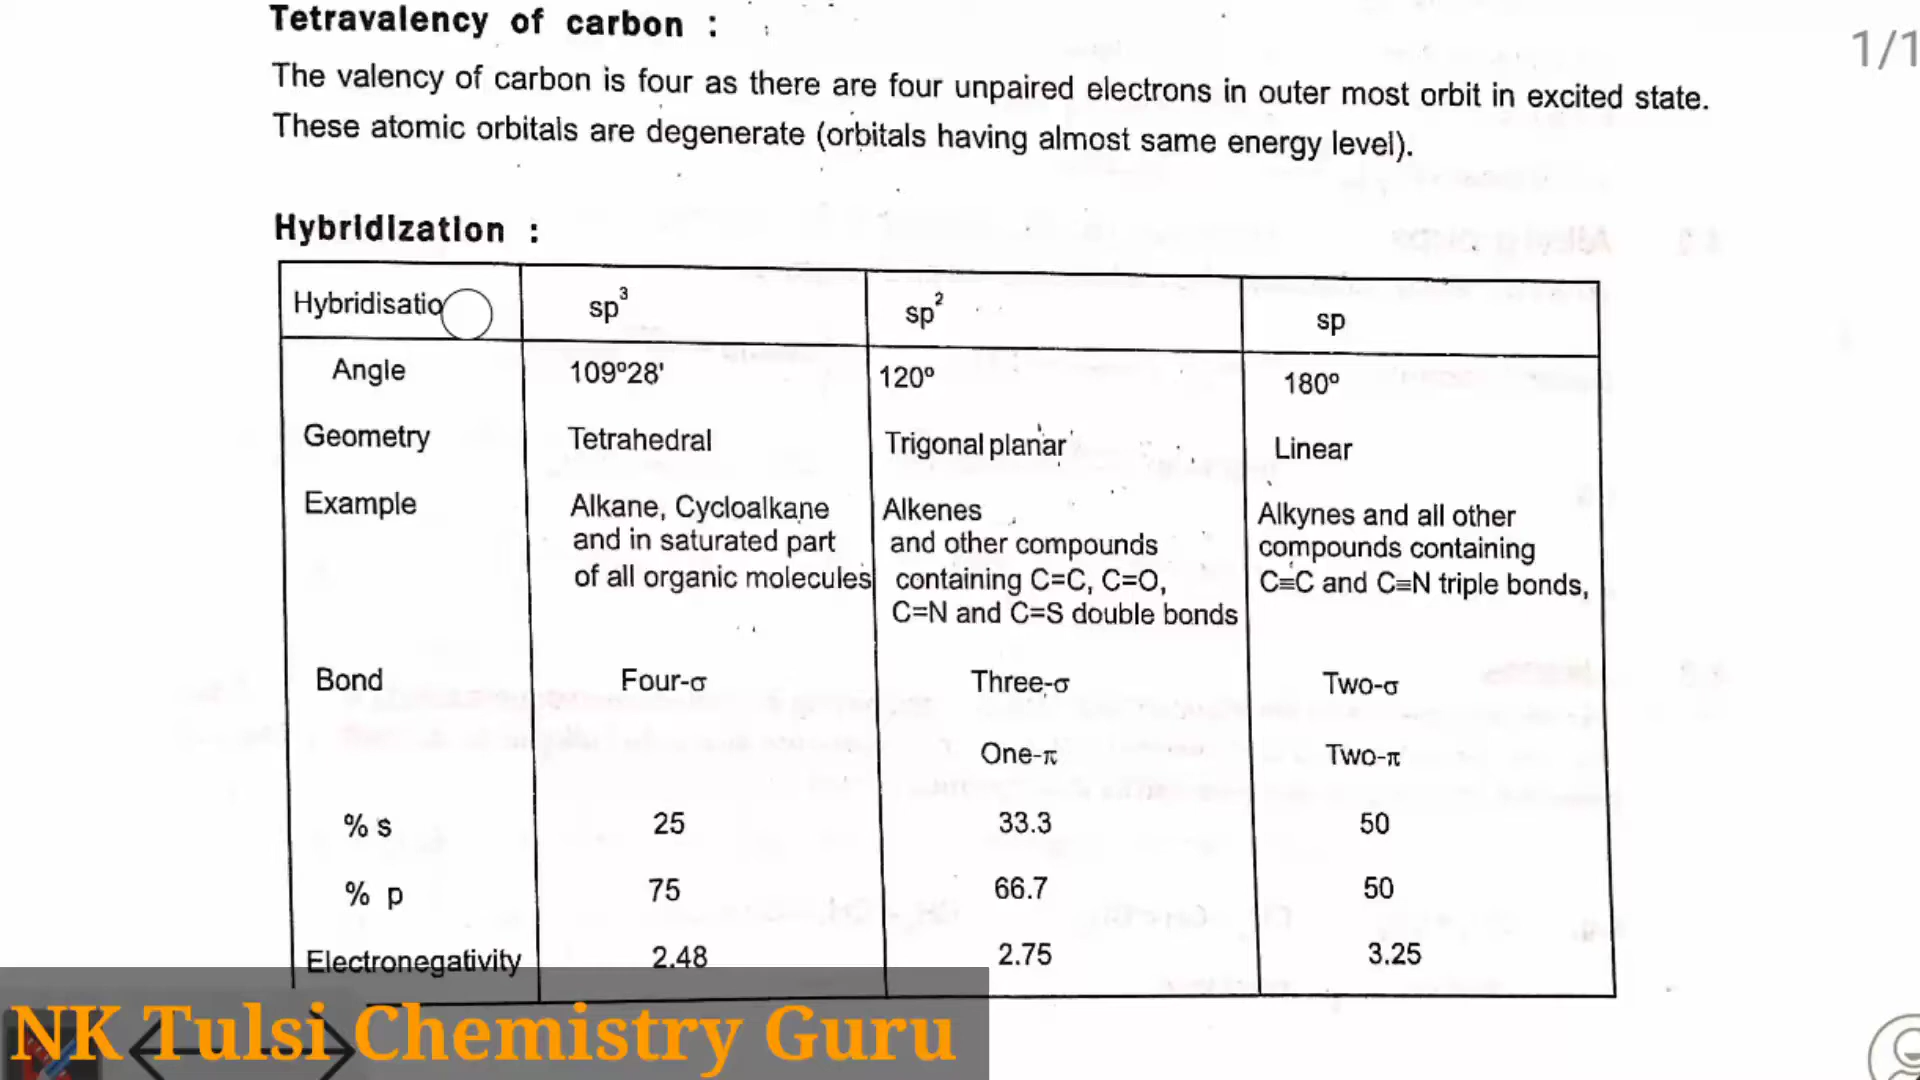 Tetravalency of carbon :
1/1
The valency of carbon is four as there are four unpaired electrons in outer most orbit in excited state.
These atomic orbitals are degenerate (orbitals having almost same energy level).
Hybridization :
Hybridisatio sp³ sp² sp
Angle 109º28' 120º 180º
Geometry Tetrahedral Trigonal planar Linear
Example Alkane, Cycloalkane Alkenes Alkynes and all other
and in saturated part and other compounds compounds containing
of all organic molecules containing C=C, C=O, C≡C and C≡N triple bonds,
C=N and C=S double bonds
Bond Four-σ Three-σ Two-σ
One-π Two-π
% s 25 33.3 50
% p 75 66.7 50
Electronegativity 2.48 2.75 3.25
NK Tulsi Chemistry Guru